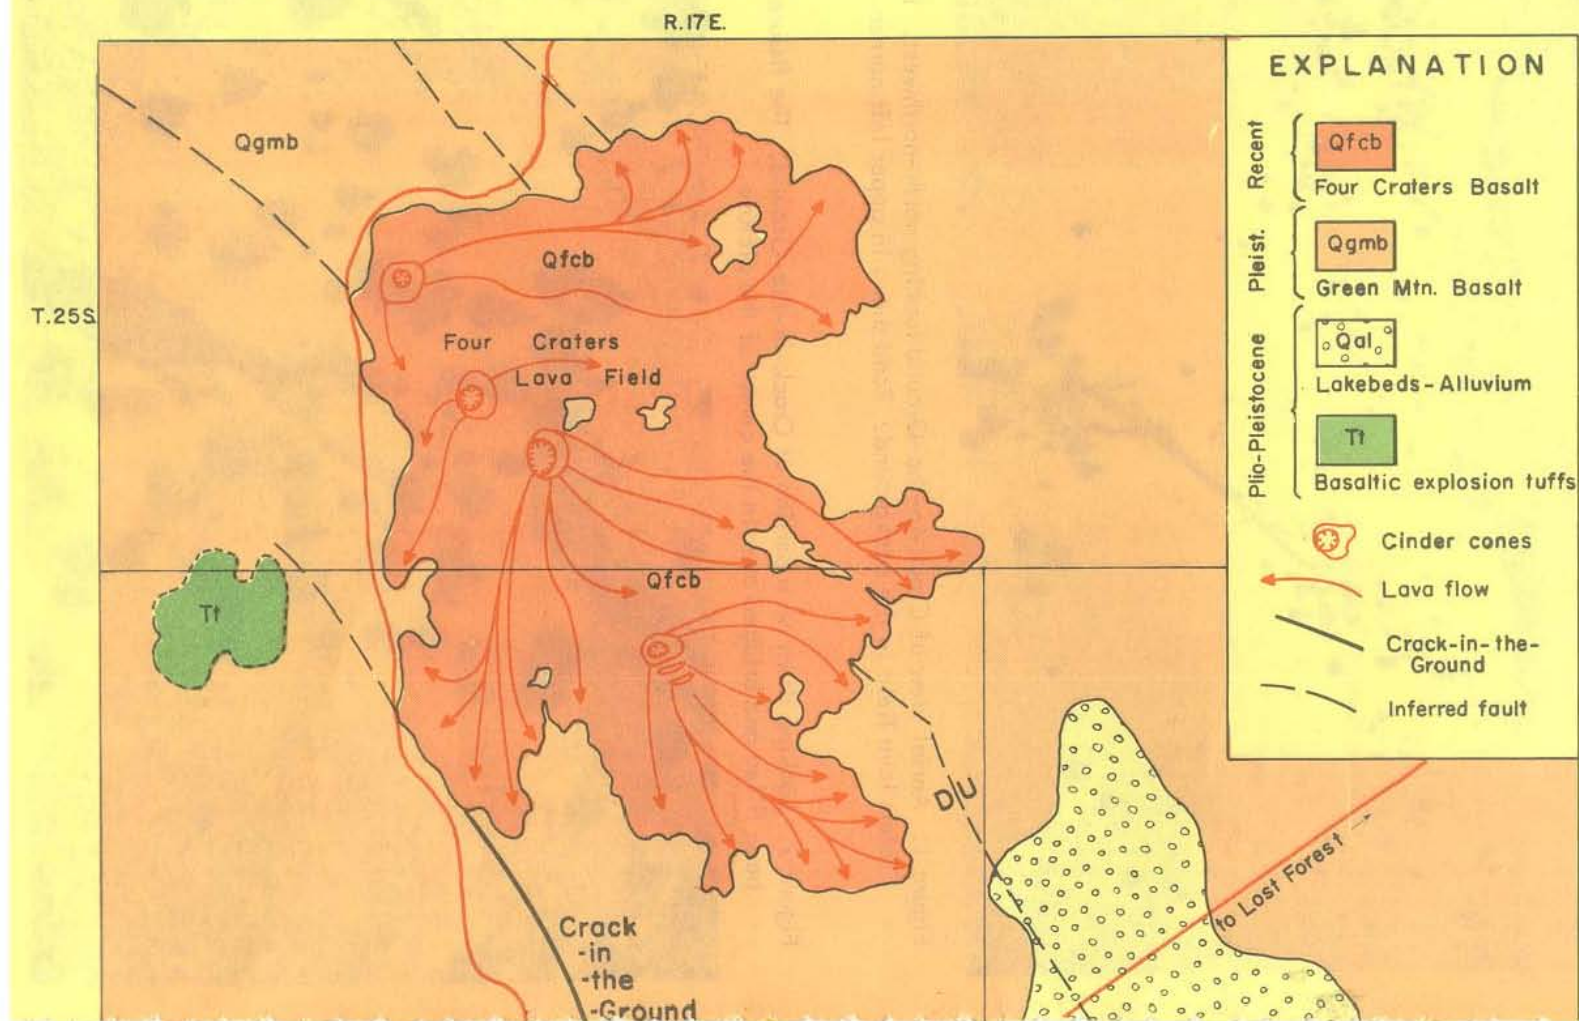 R.17E.
T.25S.
Qgmb
Qfcb
Four Craters
Lava Field
Qfcb
Tt
D/U
to Lost Forest →
Crack
-in
-the
-Ground
EXPLANATION
Recent
Qfcb
Four Craters Basalt
Pleist.
Qgmb
Green Mtn. Basalt
Plio-Pleistocene
Qal
Lakebeds-Alluvium
Tt
Basaltic explosion tuffs
Cinder cones
Lava flow
Crack-in-the-
Ground
Inferred fault